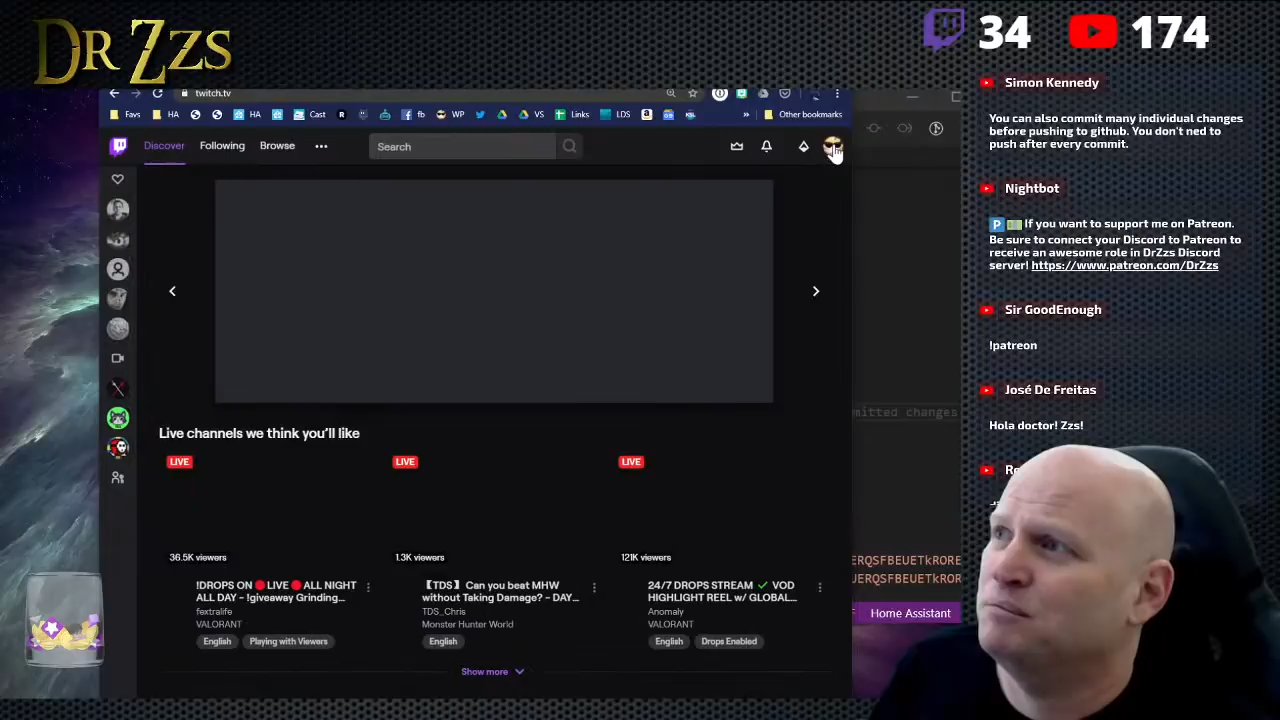 DR ZZS
34
174
twitch.tv
Favs
HA
HA
Cast
fb
WP
VS
Links
LDS
»
Other bookmarks
Discover
Following
Browse
Search
Live channels we think you'll like
LIVE
LIVE
LIVE
36.5K viewers
1.3K viewers
121K viewers
!DROPS ON 🔴LIVE🔴ALL NIGHT
ALL DAY - !giveaway Grinding...
fextralife
VALORANT
English
Playing with Viewers
【TDS】 Can you beat MHW
without Taking Damage? - DAY...
TDS_Chris
Monster Hunter World
English
24/7 DROPS STREAM ✓ VOD
HIGHLIGHT REEL w/ GLOBAL...
Anomaly
VALORANT
English
Drops Enabled
Show more
mitted changes
ERQSFBEUETkRORE
ERQSFBEUETkRORE
Home Assistant
Simon Kennedy
You can also commit many individual changes
before pushing to github. You don't ned to
push after every commit.
Nightbot
If you want to support me on Patreon.
Be sure to connect your Discord to Patreon to
receive an awesome role in DrZzs Discord
server! https://www.patreon.com/DrZzs
Sir GoodEnough
!patreon
José De Freitas
Hola doctor! Zzs!